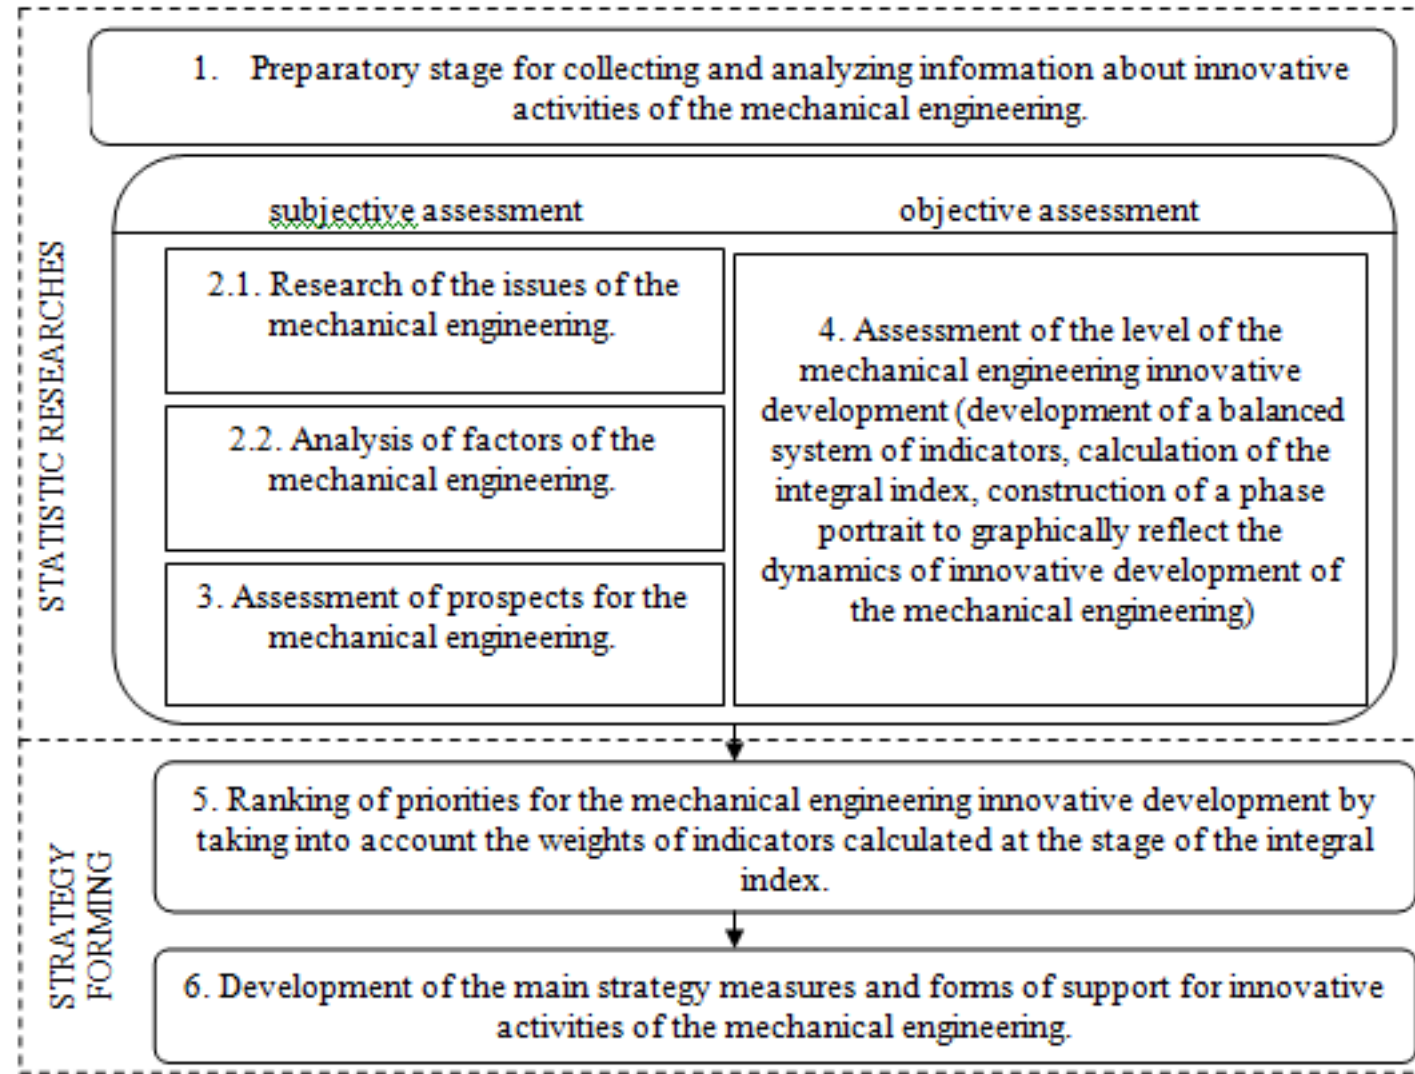 STATISTIC RESEARCHES
1. Preparatory stage for collecting and analyzing information about innovative
activities of the mechanical engineering.
subjective assessment
objective assessment
2.1. Research of the issues of the
mechanical engineering.
2.2. Analysis of factors of the
mechanical engineering.
3. Assessment of prospects for the
mechanical engineering.
4. Assessment of the level of the
mechanical engineering innovative
development (development of a balanced
system of indicators, calculation of the
integral index, construction of a phase
portrait to graphically reflect the
dynamics of innovative development of
the mechanical engineering)
STRATEGY
FORMING
5. Ranking of priorities for the mechanical engineering innovative development by
taking into account the weights of indicators calculated at the stage of the integral
index.
6. Development of the main strategy measures and forms of support for innovative
activities of the mechanical engineering.